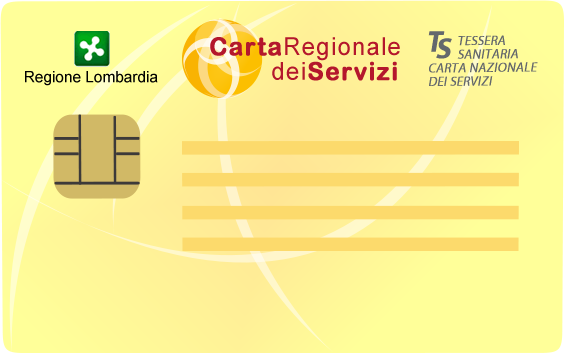 Regione Lombardia
CartaRegionale
deiServizi
TS TESSERA
SANITARIA
CARTA NAZIONALE
DEI SERVIZI